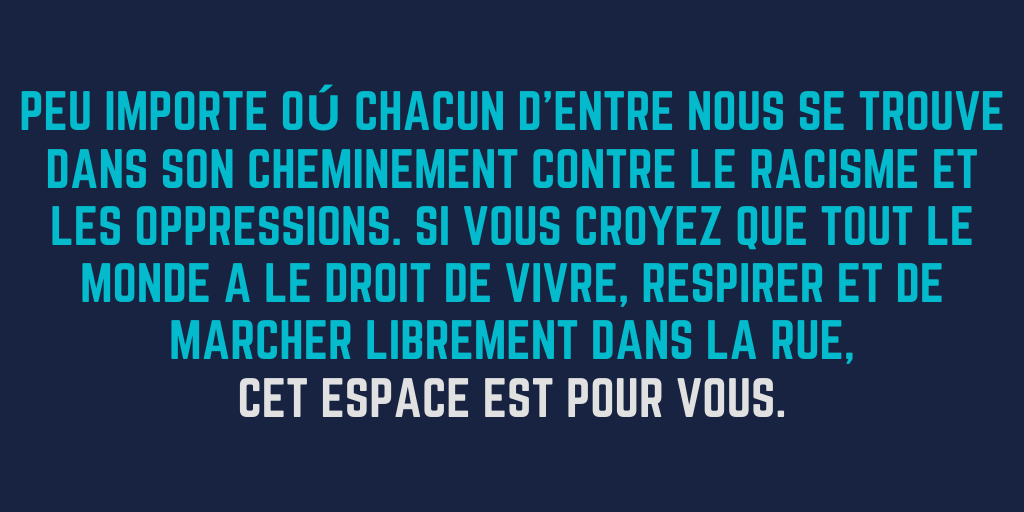 PEU IMPORTE OÚ CHACUN D'ENTRE NOUS SE TROUVE
DANS SON CHEMINEMENT CONTRE LE RACISME ET
LES OPPRESSIONS. SI VOUS CROYEZ QUE TOUT LE
MONDE A LE DROIT DE VIVRE, RESPIRER ET DE
MARCHER LIBREMENT DANS LA RUE,
CET ESPACE EST POUR VOUS.